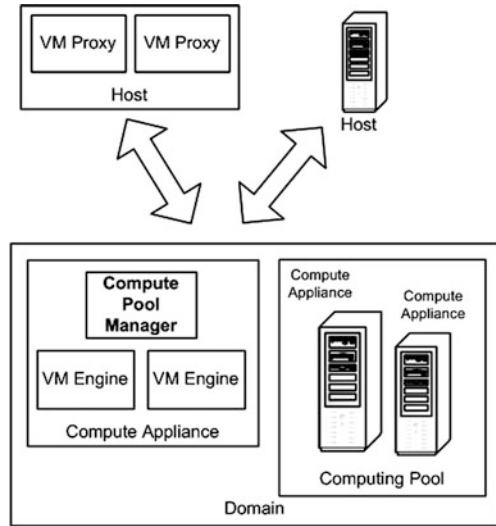 VM Proxy
VM Proxy
Host
Host
Compute
Pool
Manager
VM Engine
VM Engine
Compute Appliance
Compute
Appliance
Compute
Appliance
Computing Pool
Domain